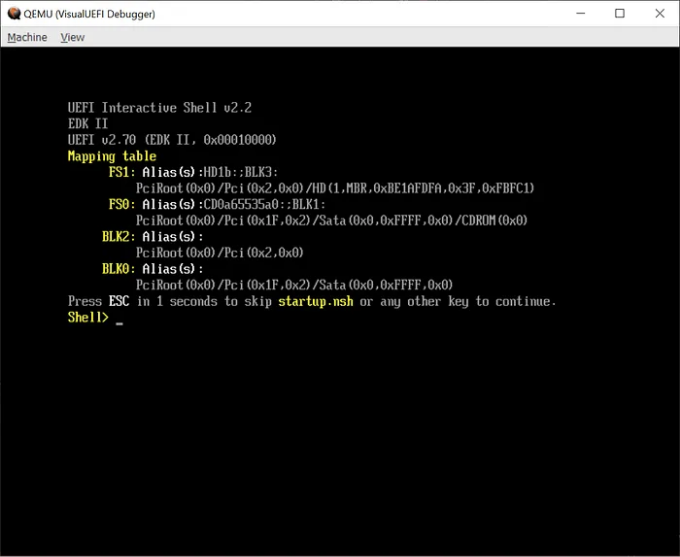 QEMU (VisualUEFI Debugger)
Machine View
UEFI Interactive Shell v2.2
EDK II
UEFI v2.70 (EDK II, 0x00010000)
Mapping table
FS1: Alias(s):HD1b:;BLK3:
PciRoot(0x0)/Pci(0x2,0x0)/HD(1,MBR,0xBE1AFDFA,0x3F,0xFBFC1)
FS0: Alias(s):CD0a65535a0:;BLK1:
PciRoot(0x0)/Pci(0x1F,0x2)/Sata(0x0,0xFFFF,0x0)/CDROM(0x0)
BLK2: Alias(s):
PciRoot(0x0)/Pci(0x2,0x0)
BLK0: Alias(s):
PciRoot(0x0)/Pci(0x1F,0x2)/Sata(0x0,0xFFFF,0x0)
Press ESC in 1 seconds to skip startup.nsh or any other key to continue.
Shell> _